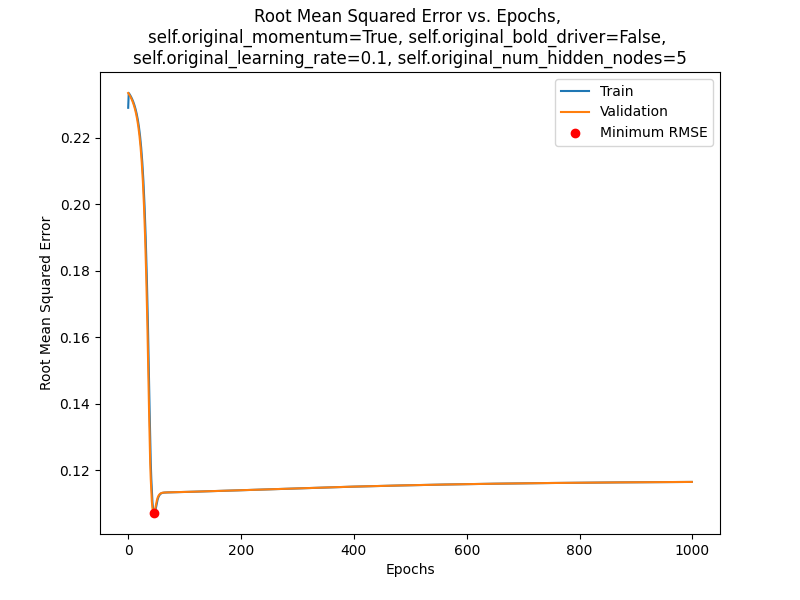 Root Mean Squared Error vs. Epochs,
self.original_momentum=True, self.original_bold_driver=False,
self.original_learning_rate=0.1, self.original_num_hidden_nodes=5
Train
Validation
Minimum RMSE
Root Mean Squared Error
0.22
0.20
0.18
0.16
0.14
0.12
0
200
400
600
800
1000
Epochs